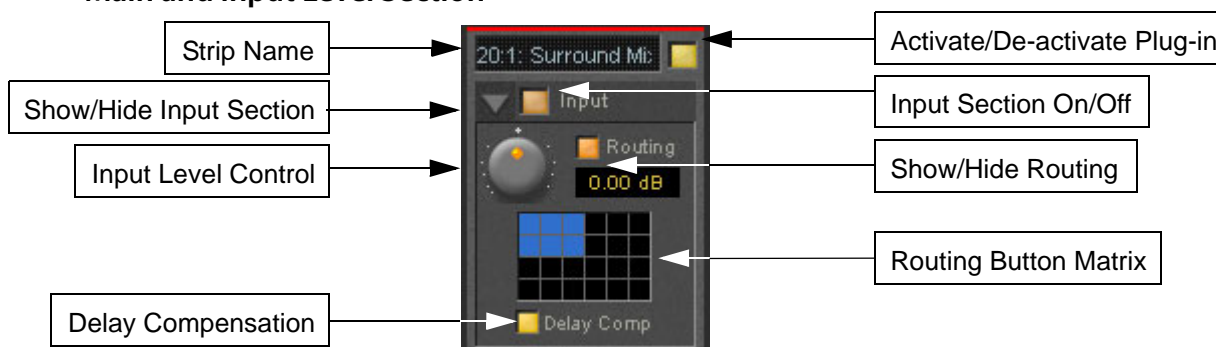 Main and Input Level Section
Strip Name
20:1: Surround Mi
Activate/De-activate Plug-in
Show/Hide Input Section
Input
Input Section On/Off
Input Level Control
Routing
0.00 dB
Show/Hide Routing
Routing Button Matrix
Delay Compensation
Delay Comp